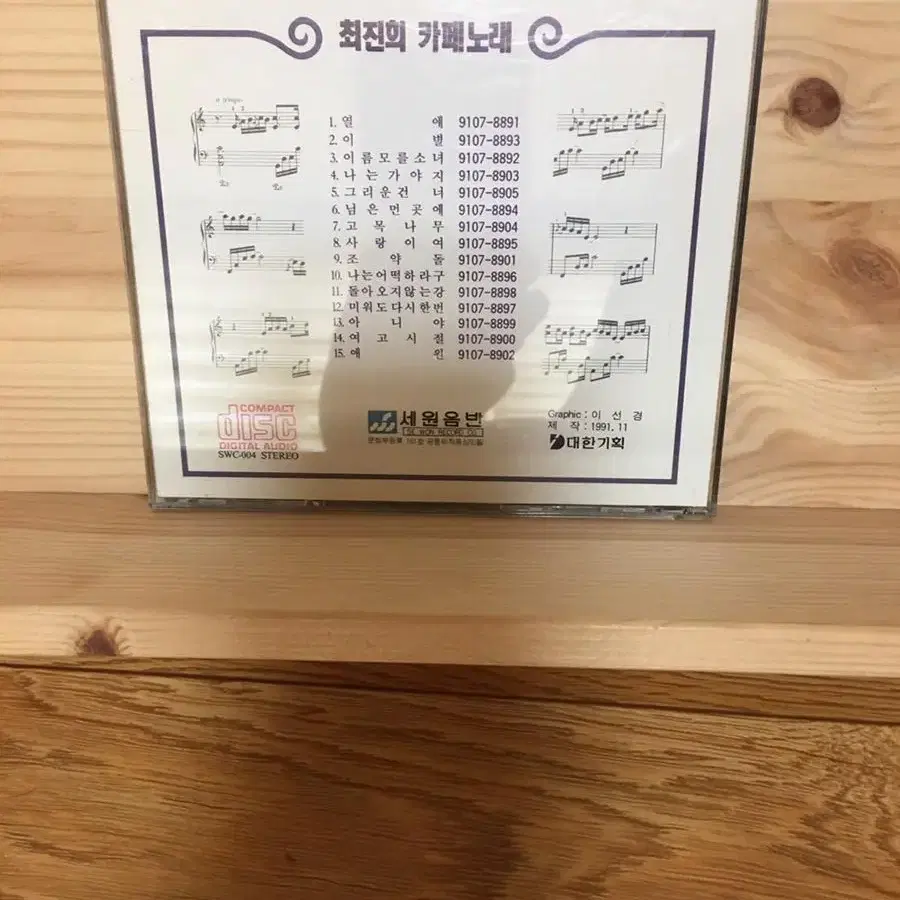 최진희 카페노래
1. 열 애 9107-8891
2. 이 별 9107-8893
3. 이름모를소녀 9107-8892
4. 나는가야지 9107-8903
5. 그리운건 너 9107-8905
6. 님은먼곳에 9107-8894
7. 고목나무 9107-8904
8. 사랑이여 9107-8895
9. 조약돌 9107-8901
10. 나는어떡하라구 9107-8896
11. 돌아오지않는강 9107-8898
12. 미워도다시한번 9107-8897
13. 아니야 9107-8899
14. 여고시절 9107-8900
15. 애 원 9107-8902
COMPACT
disc
DIGITAL AUDIO
SWC-004 STEREO
세원음반
SE WON RECORD CO.
Graphic : 이선경
제작 : 1991. 11
대한기획